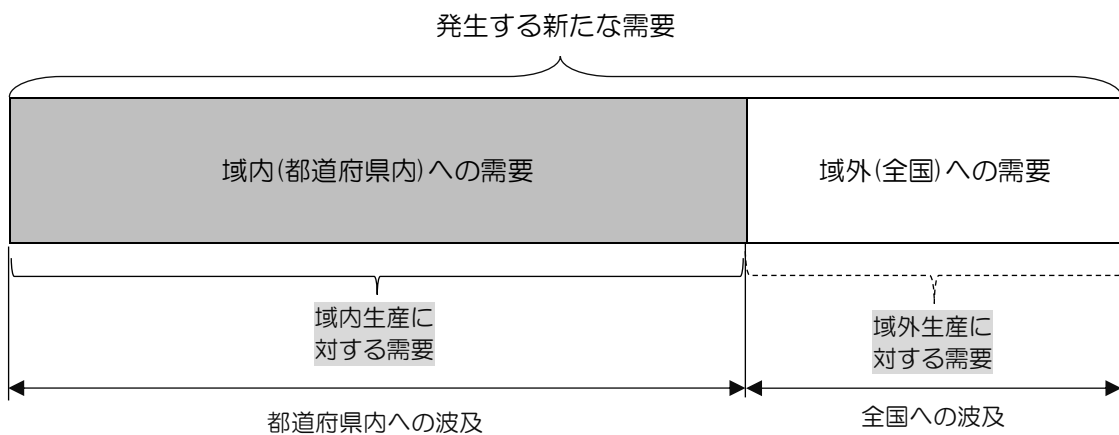 発生する新たな需要
域内(都道府県内)への需要
域外(全国)への需要
域内生産に
対する需要
域外生産に
対する需要
都道府県内への波及
全国への波及